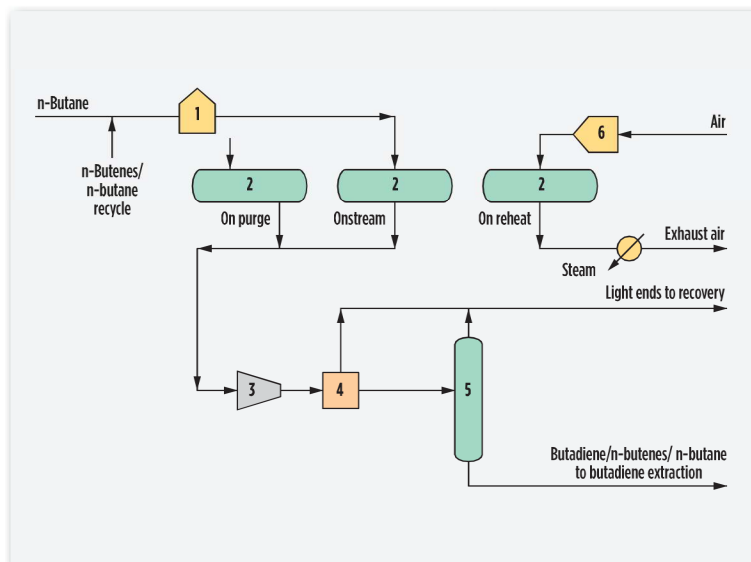 n-Butane
1
n-Butenes/
n-butane
recycle
Air
6
2
2
2
On purge
Onstream
On reheat
Exhaust air
Steam
Light ends to recovery
3
4
5
Butadiene/n-butenes/ n-butane
to butadiene extraction